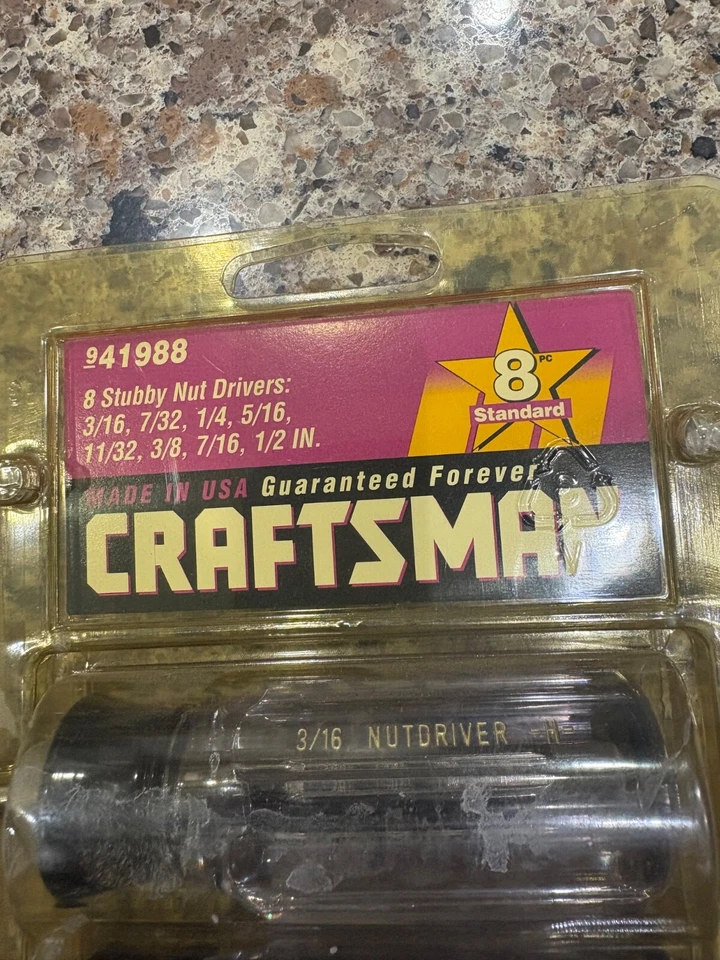 941988
8 Stubby Nut Drivers:
3/16, 7/32, 1/4, 5/16,
11/32, 3/8, 7/16, 1/2 IN.
8 PC
Standard
MADE IN USA Guaranteed Forever
CRAFTSMAN
3/16 NUTDRIVER -H-